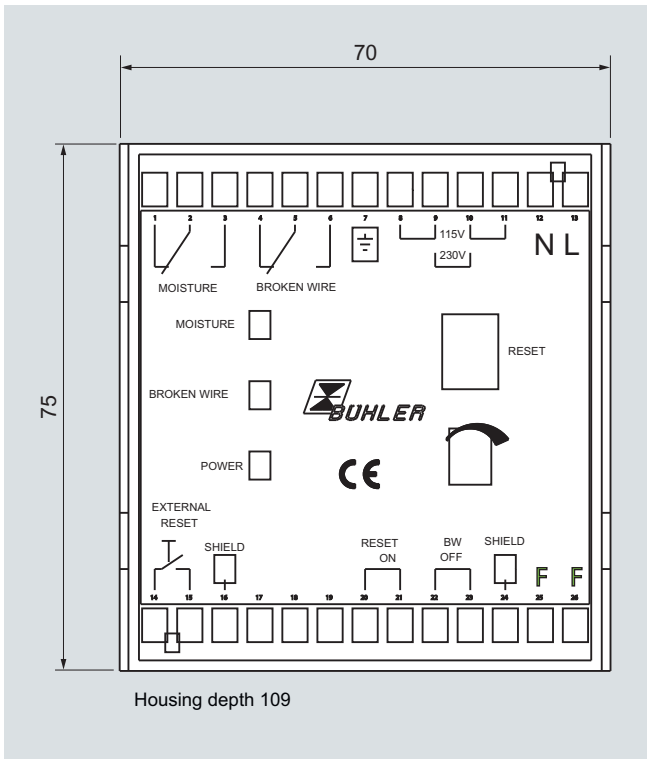 70
75
1 2 3 4 5 6 7 8 9 10 11 12 13
115V
N L
230V
MOISTURE BROKEN WIRE
MOISTURE
RESET
BROKEN WIRE
BÜHLER
POWER
CE
EXTERNAL
RESET
SHIELD
RESET
ON
BW
OFF
SHIELD
F F
14 15 16 17 18 19 20 21 22 23 24 25 26
Housing depth 109